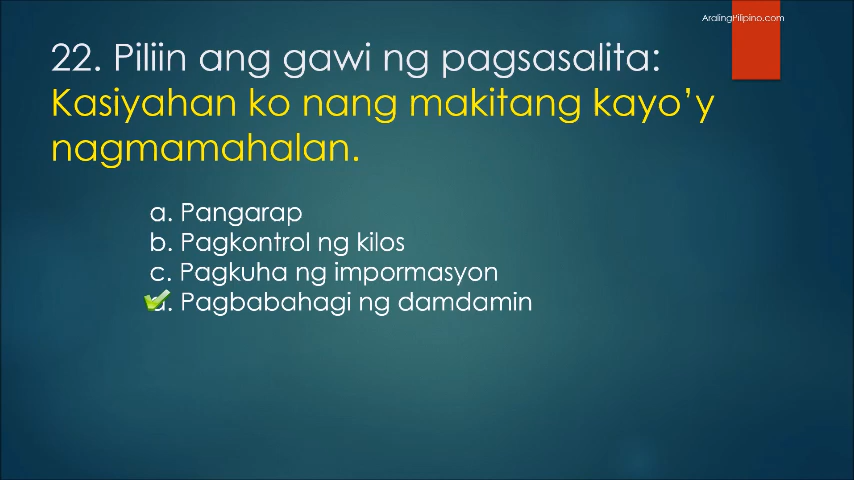 AralingPilipino.com
22. Piliin ang gawi ng pagsasalita:
Kasiyahan ko nang makitang kayo’y
nagmamahalan.
a. Pangarap
b. Pagkontrol ng kilos
c. Pagkuha ng impormasyon
d. Pagbabahagi ng damdamin